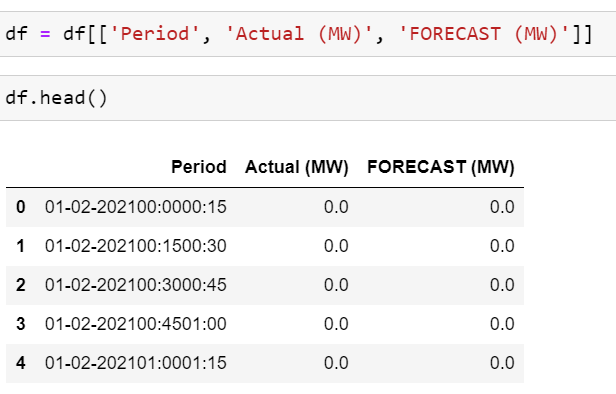 df = df[['Period', 'Actual (MW)', 'FORECAST (MW)']]
df.head()
Period Actual (MW) FORECAST (MW)
0 01-02-202100:0000:15 0.0 0.0
1 01-02-202100:1500:30 0.0 0.0
2 01-02-202100:3000:45 0.0 0.0
3 01-02-202100:4501:00 0.0 0.0
4 01-02-202101:0001:15 0.0 0.0